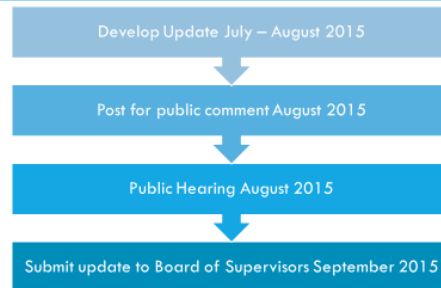 Develop Update July – August 2015
Post for public comment August 2015
Public Hearing August 2015
Submit update to Board of Supervisors September 2015